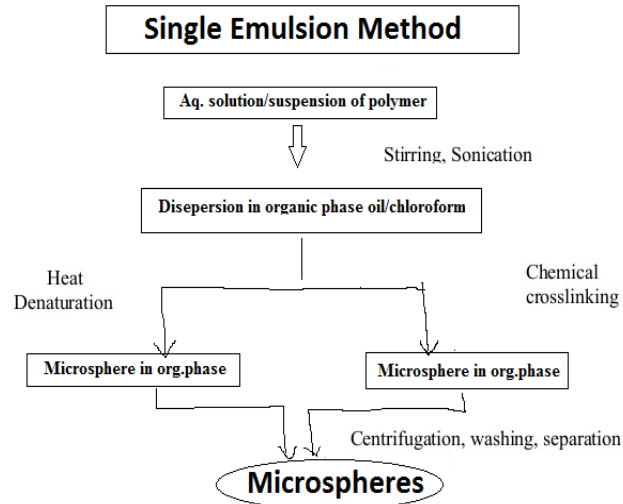 Single Emulsion Method
Aq. solution/suspension of polymer
Stirring, Sonication
Disepersion in organic phase oil/chloroform
Heat
Denaturation
Chemical
crosslinking
Microsphere in org.phase
Microsphere in org.phase
Centrifugation, washing, separation
Microspheres